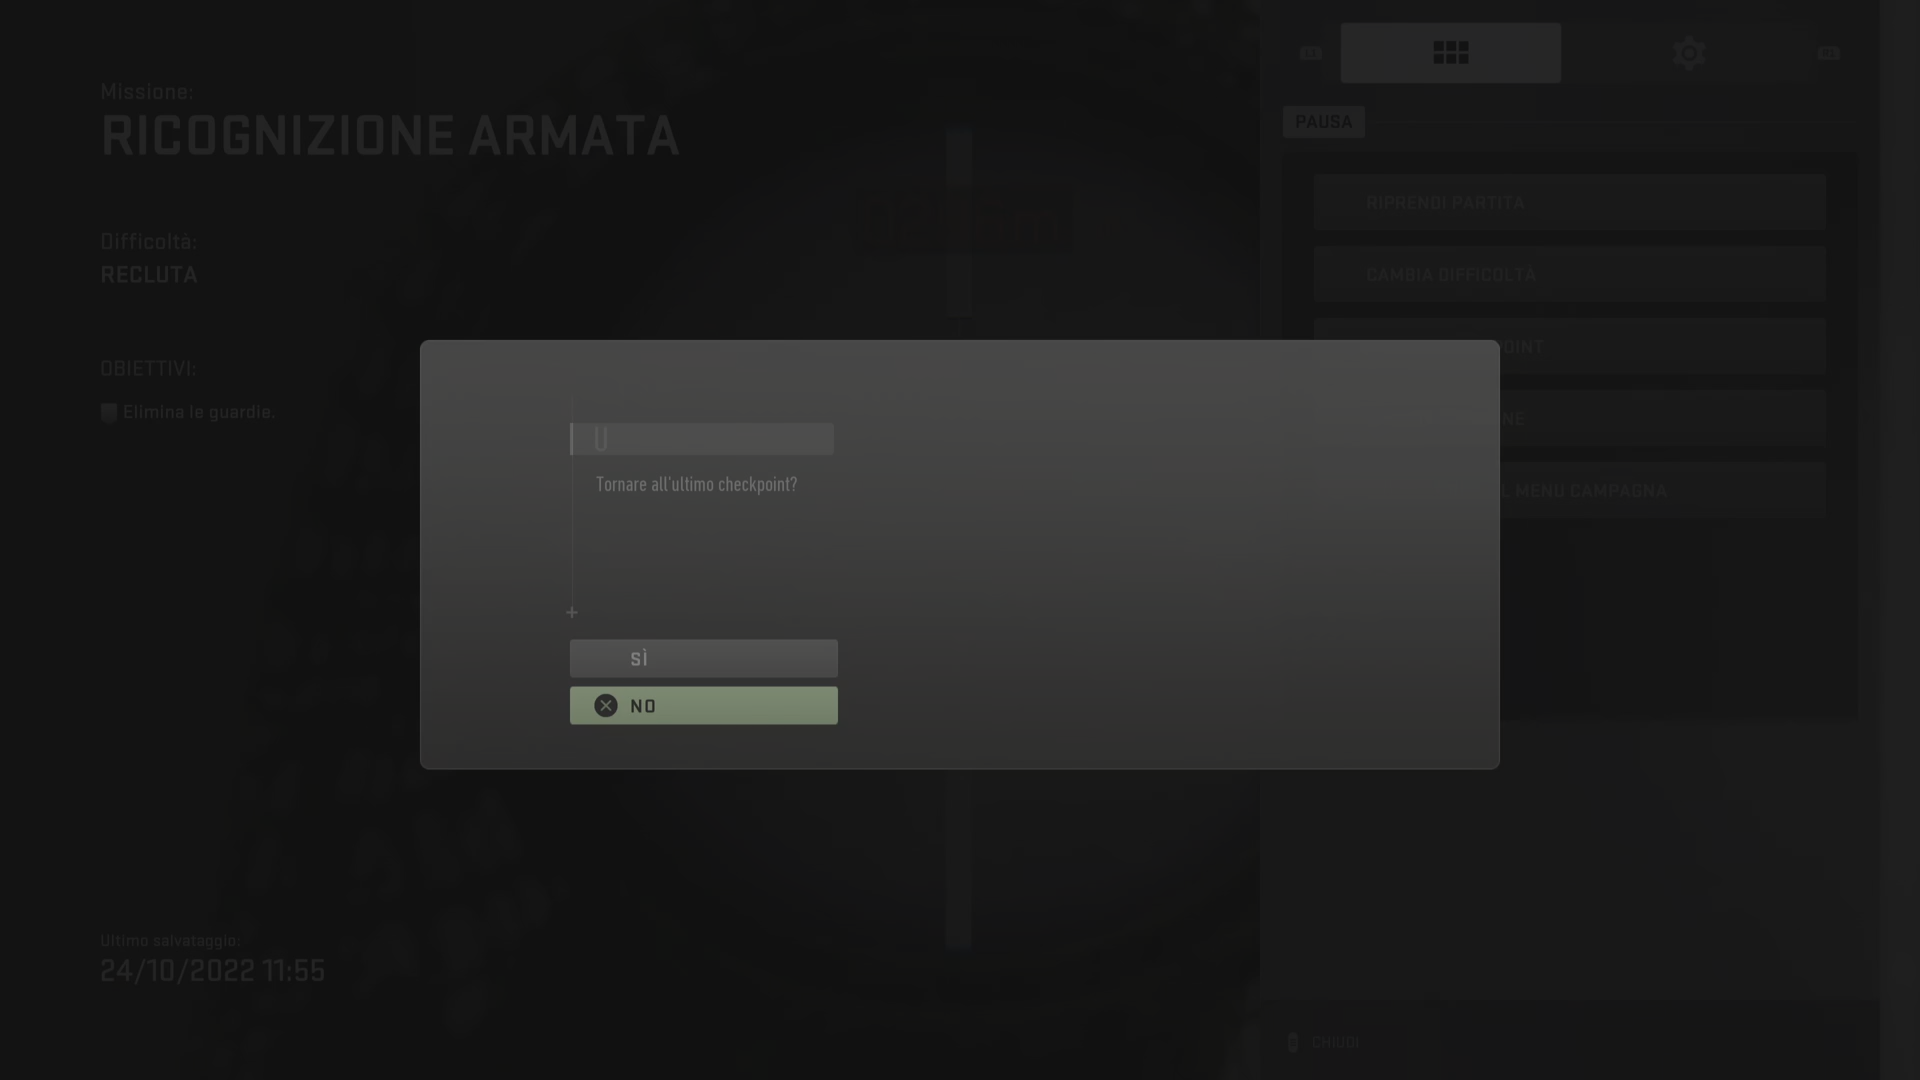 Missione:
RICOGNIZIONE ARMATA
Difficoltà:
RECLUTA
OBIETTIVI:
Elimina le guardie.
Ultimo salvataggio:
24/10/2022 11:55
U
Tornare all'ultimo checkpoint?
SÌ
NO
PAUSA
RIPRENDI PARTITA
CAMBIA DIFFICOLTÀ
MENU CAMPAGNA
CHIUDI